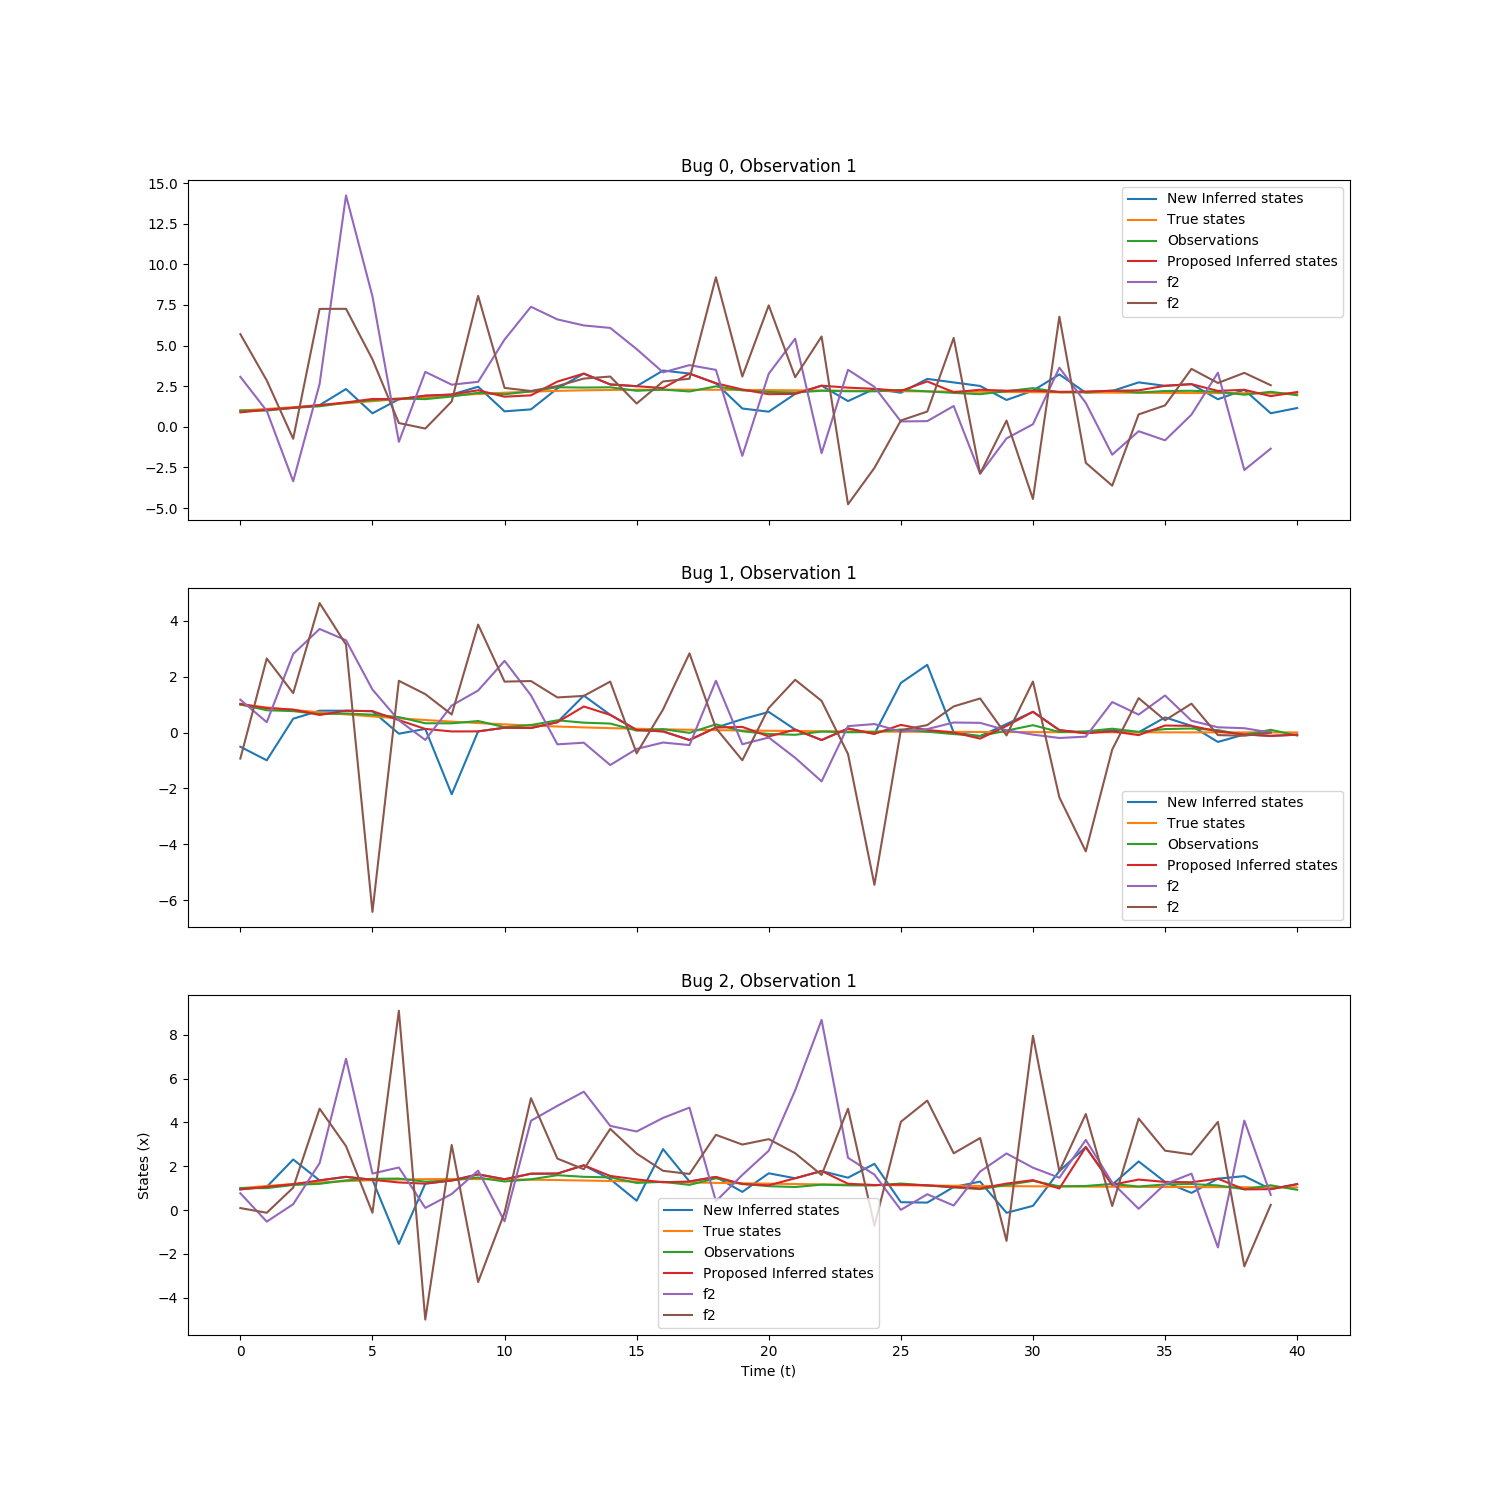 Bug 0, Observation 1
15.0
12.5
10.0
7.5
5.0
2.5
0.0
−2.5
−5.0
New Inferred states
True states
Observations
Proposed Inferred states
f2
f2
Bug 1, Observation 1
4
2
0
−2
−4
−6
New Inferred states
True states
Observations
Proposed Inferred states
f2
f2
Bug 2, Observation 1
States (x)
8
6
4
2
0
−2
−4
New Inferred states
True states
Observations
Proposed Inferred states
f2
f2
0 5 10 15 20 25 30 35 40
Time (t)